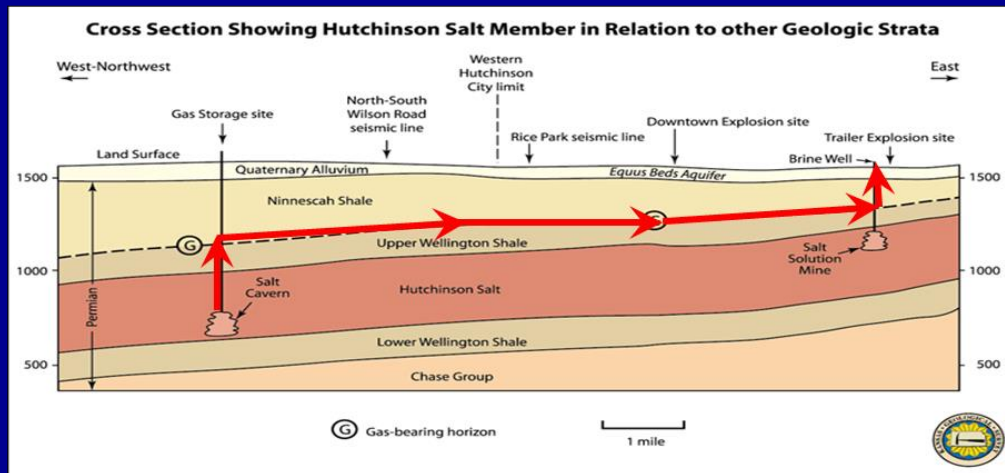 Cross Section Showing Hutchinson Salt Member in Relation to other Geologic Strata
West-Northwest
Western
Hutchinson
City limit
East
Gas Storage site
North-South
Wilson Road
seismic line
Rice Park seismic line
Downtown Explosion site
Trailer Explosion site
Brine Well
Land Surface
1500
Quaternary Alluvium
Equus Beds Aquifer
1500
Ninnescah Shale
G
G
Upper Wellington Shale
1000
Salt
Cavern
Salt
Solution
Mine
1000
Permian
Hutchinson Salt
Lower Wellington Shale
500
500
Chase Group
G Gas-bearing horizon
1 mile